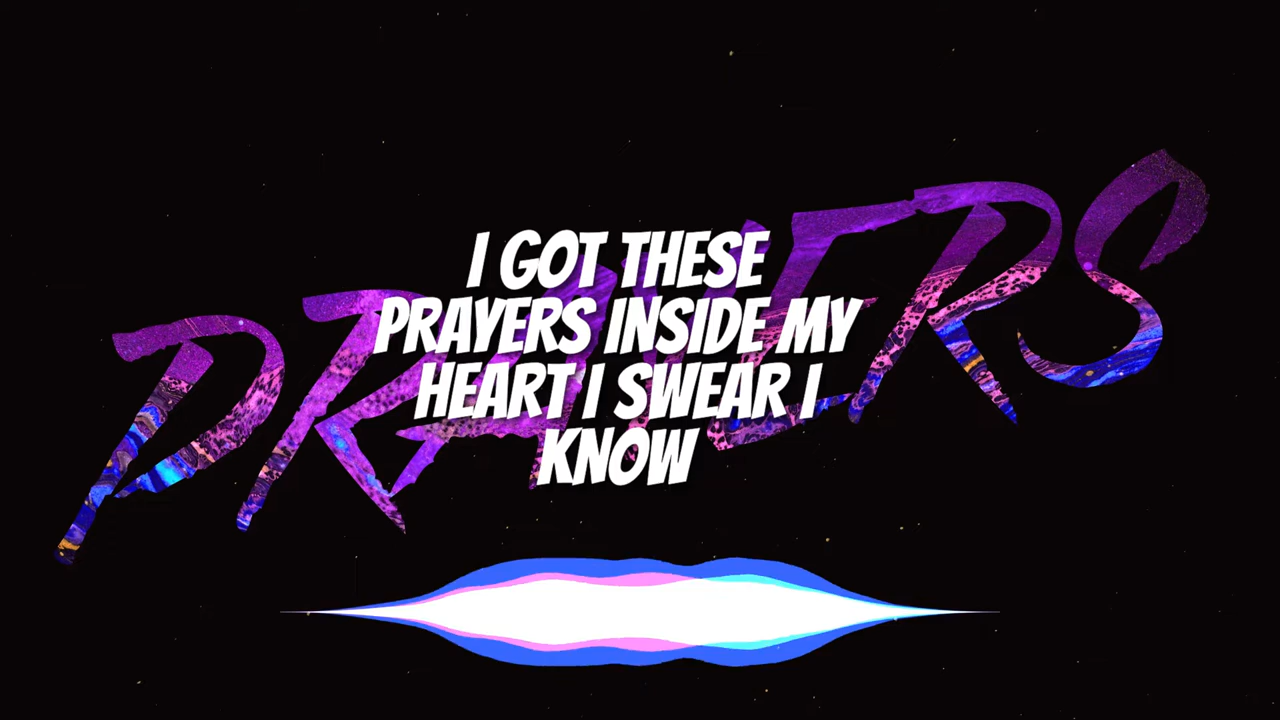 PRAYERS
I GOT THESE
PRAYERS INSIDE MY
HEART I SWEAR I
KNOW